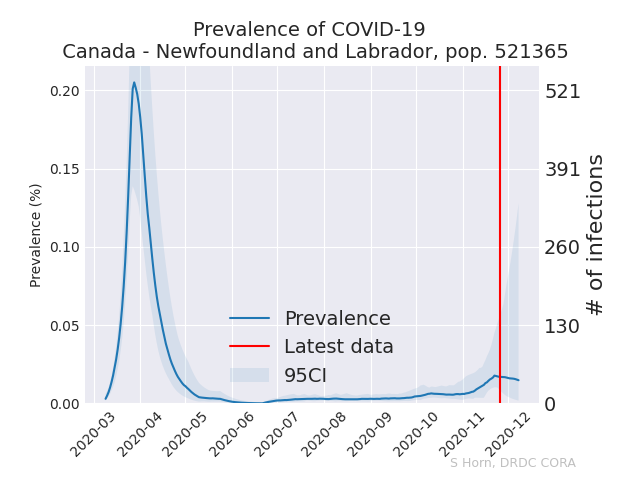 Prevalence of COVID-19
Canada - Newfoundland and Labrador, pop. 521365
0.20
0.15
0.10
0.05
0.00
Prevalence (%)
521
391
260
130
0
# of infections
Prevalence
Latest data
95CI
2020-03
2020-04
2020-05
2020-06
2020-07
2020-08
2020-09
2020-10
2020-11
2020-12
S Horn, DRDC CORA